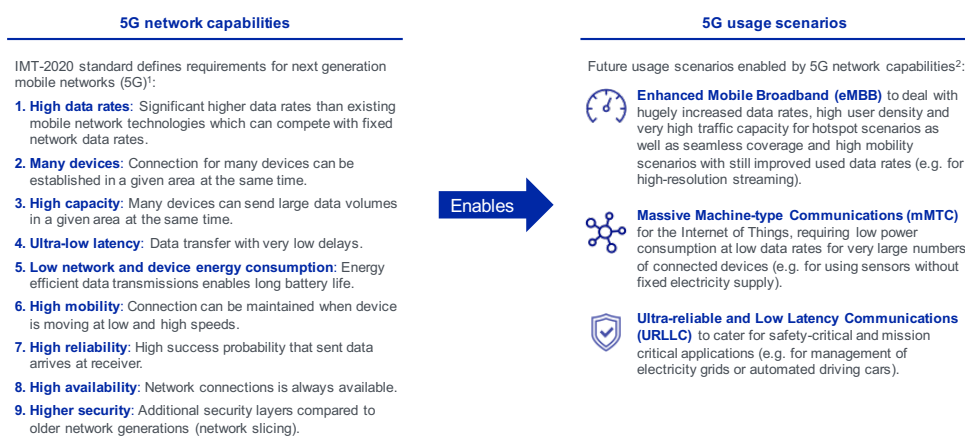 5G network capabilities
IMT-2020 standard defines requirements for next generation
mobile networks (5G)¹:
1. High data rates: Significant higher data rates than existing
mobile network technologies which can compete with fixed
network data rates.
2. Many devices: Connection for many devices can be
established in a given area at the same time.
3. High capacity: Many devices can send large data volumes
in a given area at the same time.
4. Ultra-low latency: Data transfer with very low delays.
5. Low network and device energy consumption: Energy
efficient data transmissions enables long battery life.
6. High mobility: Connection can be maintained when device
is moving at low and high speeds.
7. High reliability: High success probability that sent data
arrives at receiver.
8. High availability: Network connections is always available.
9. Higher security: Additional security layers compared to
older network generations (network slicing).
Enables
5G usage scenarios
Future usage scenarios enabled by 5G network capabilities²:
Enhanced Mobile Broadband (eMBB) to deal with
hugely increased data rates, high user density and
very high traffic capacity for hotspot scenarios as
well as seamless coverage and high mobility
scenarios with still improved used data rates (e.g. for
high-resolution streaming).
Massive Machine-type Communications (mMTC)
for the Internet of Things, requiring low power
consumption at low data rates for very large numbers
of connected devices (e.g. for using sensors without
fixed electricity supply).
Ultra-reliable and Low Latency Communications
(URLLC) to cater for safety-critical and mission
critical applications (e.g. for management of
electricity grids or automated driving cars).